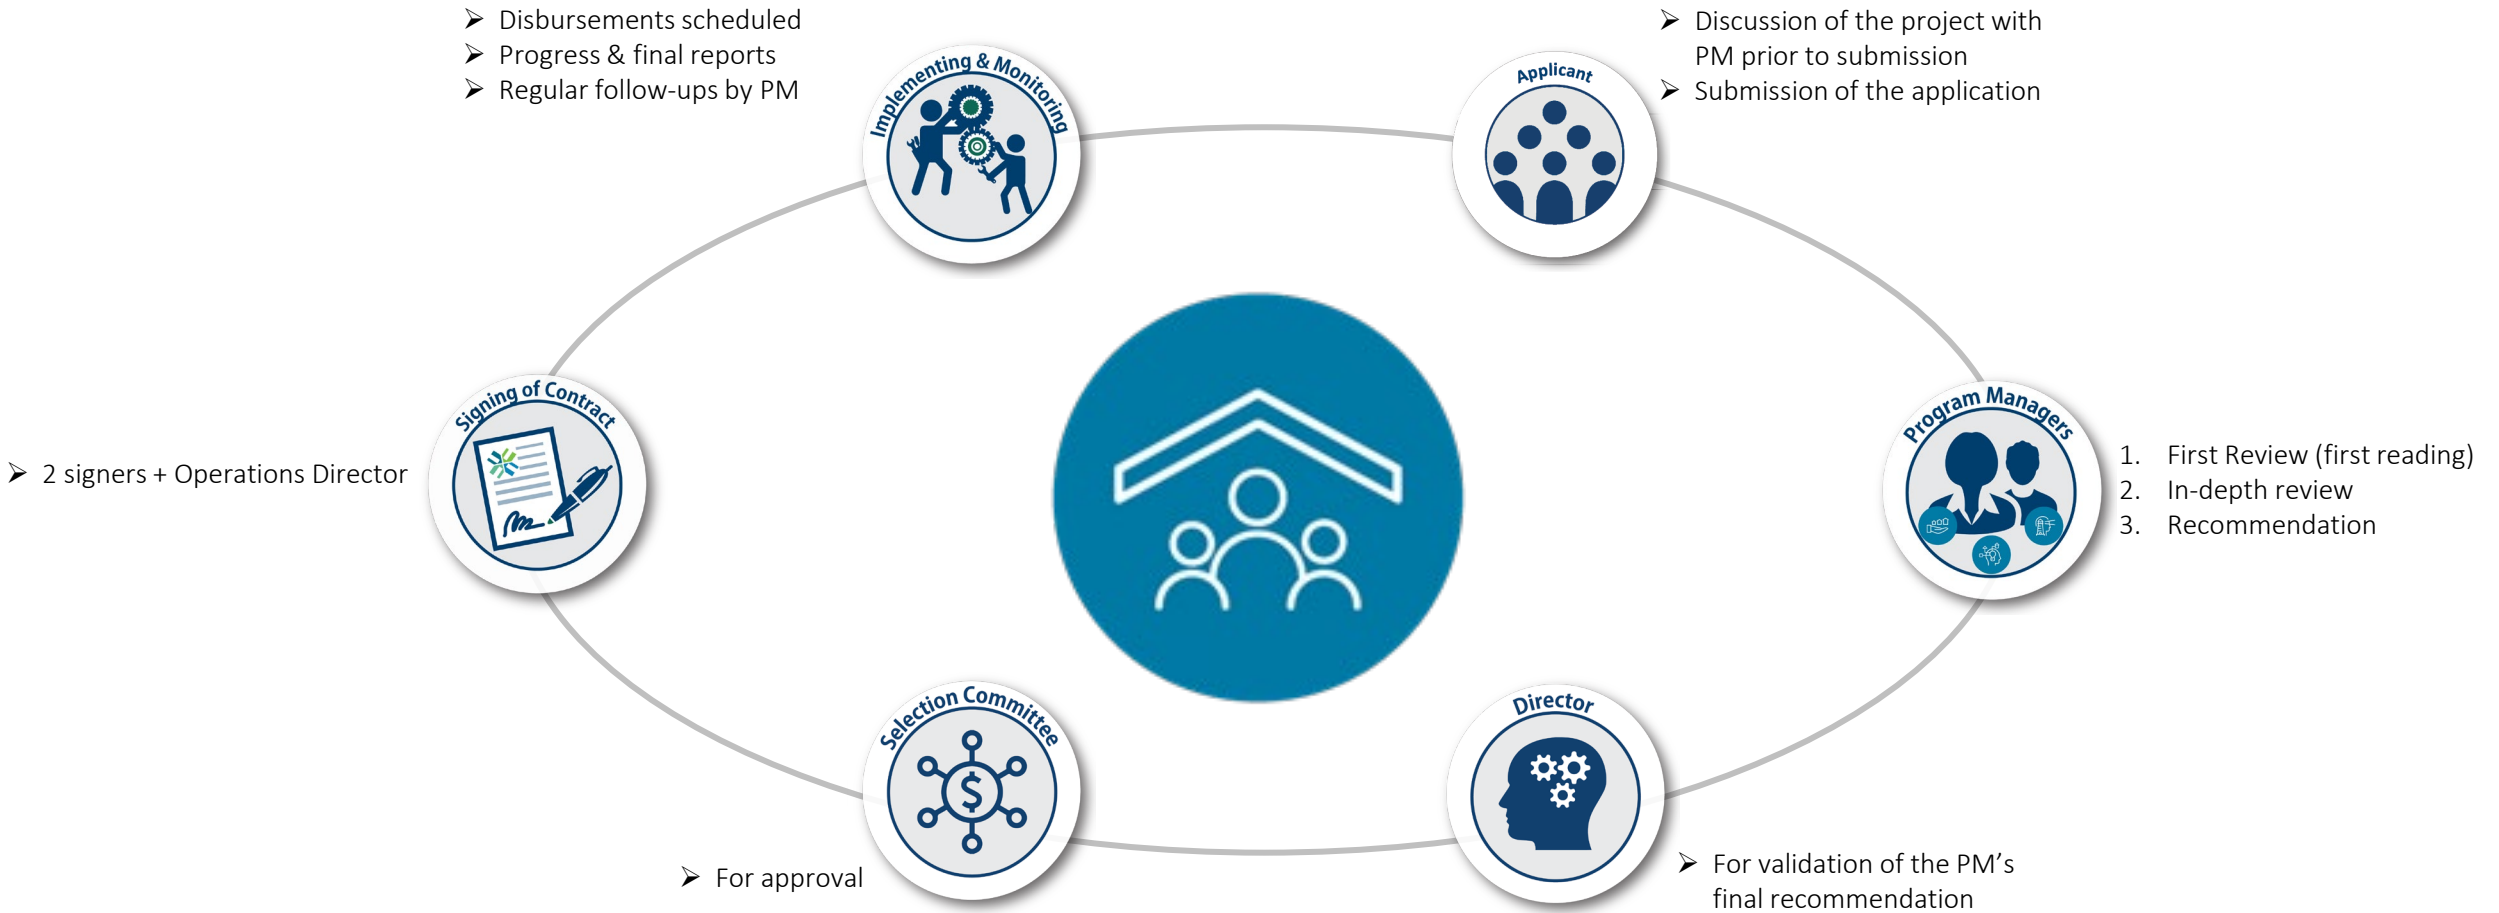 ➢ Disbursements scheduled
➢ Progress & final reports
➢ Regular follow-ups by PM
Implementing & Monitoring
Applicant
➢ Discussion of the project with
PM prior to submission
➢ Submission of the application
Program Managers
1. First Review (first reading)
2. In-depth review
3. Recommendation
Director
➢ For validation of the PM’s
final recommendation
Selection Committee
$
➢ For approval
Signing of Contract
➢ 2 signers + Operations Director